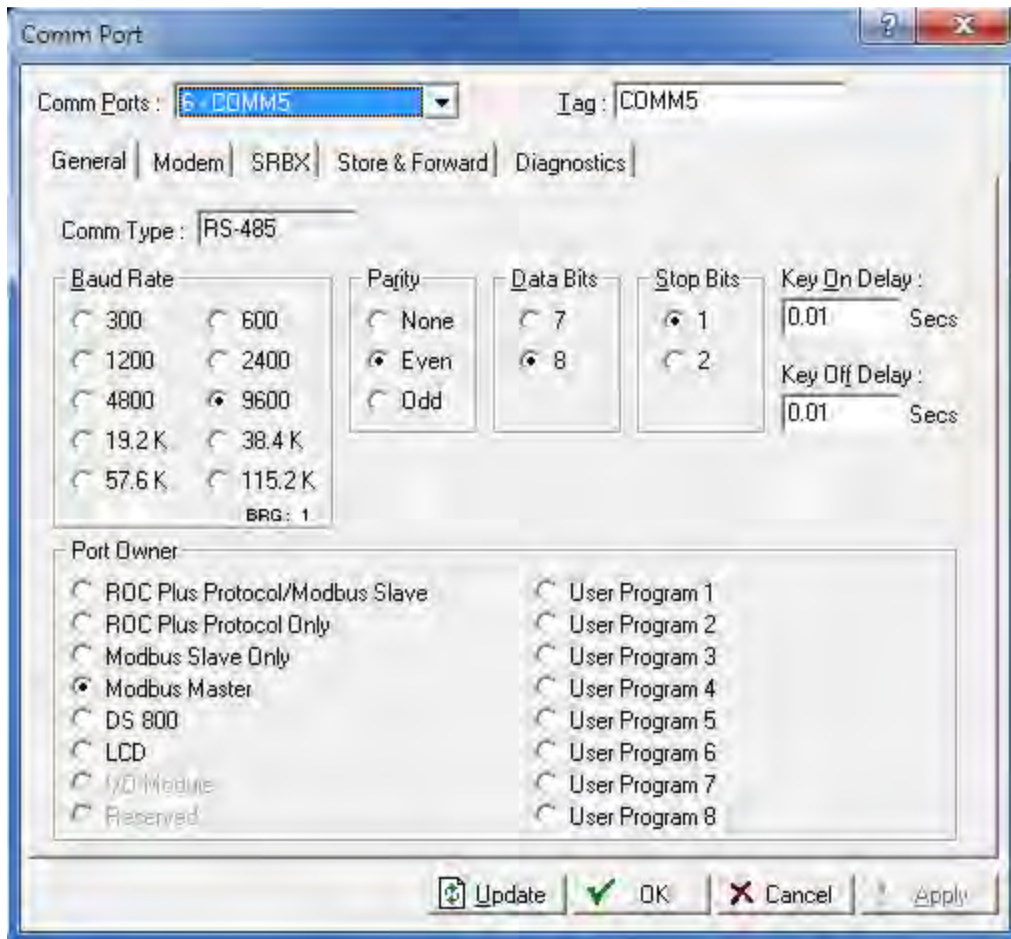 Comm Port
Comm Ports : 6 - COMM5 Tag : COMM5
General Modem SRBX Store & Forward Diagnostics
Comm Type : RS-485
Baud Rate Parity Data Bits Stop Bits Key On Delay :
300 600 None 7 1 0.01 Secs
1200 2400 Even 8 2 Key Off Delay :
4800 9600 Odd 0.01 Secs
19.2 K 38.4 K
57.6 K 115.2 K
BRG : 1
Port Owner
ROC Plus Protocol/Modbus Slave User Program 1
ROC Plus Protocol Only User Program 2
Modbus Slave Only User Program 3
Modbus Master User Program 4
DS 800 User Program 5
LCD User Program 6
I/O Module User Program 7
Reserved User Program 8
Update OK Cancel Apply